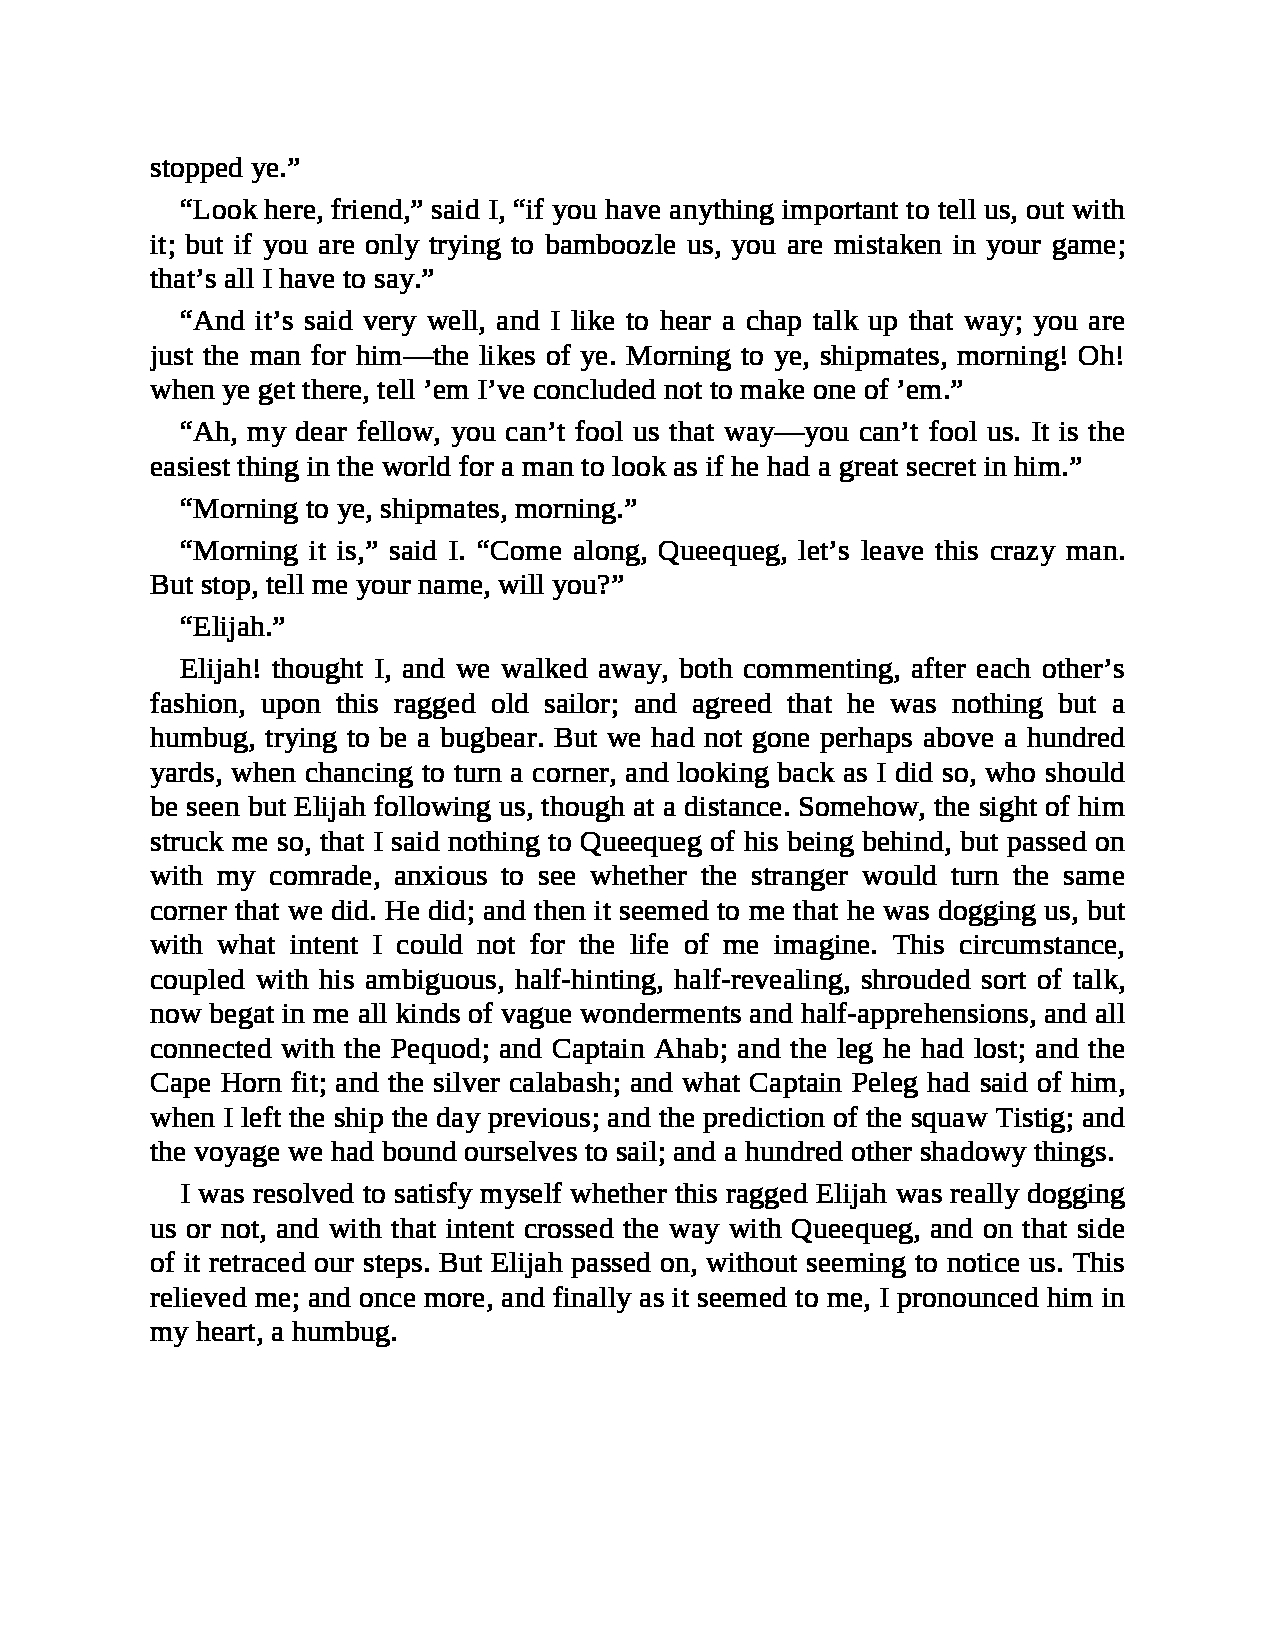 stopped ye.”
“Look here, friend,” said I, “if you have anything important to tell us, out with
it; but if you are only trying to bamboozle us, you are mistaken in your game;
that’s all I have to say.”
“And it’s said very well, and I like to hear a chap talk up that way; you are
just the man for him—the likes of ye. Morning to ye, shipmates, morning! Oh!
when ye get there, tell ’em I’ve concluded not to make one of ’em.”
“Ah, my dear fellow, you can’t fool us that way—you can’t fool us. It is the
easiest thing in the world for a man to look as if he had a great secret in him.”
“Morning to ye, shipmates, morning.”
“Morning it is,” said I. “Come along, Queequeg, let’s leave this crazy man.
But stop, tell me your name, will you?”
“Elijah.”
Elijah! thought I, and we walked away, both commenting, after each other’s
fashion, upon this ragged old sailor; and agreed that he was nothing but a
humbug, trying to be a bugbear. But we had not gone perhaps above a hundred
yards, when chancing to turn a corner, and looking back as I did so, who should
be seen but Elijah following us, though at a distance. Somehow, the sight of him
struck me so, that I said nothing to Queequeg of his being behind, but passed on
with my comrade, anxious to see whether the stranger would turn the same
corner that we did. He did; and then it seemed to me that he was dogging us, but
with what intent I could not for the life of me imagine. This circumstance,
coupled with his ambiguous, half-hinting, half-revealing, shrouded sort of talk,
now begat in me all kinds of vague wonderments and half-apprehensions, and all
connected with the Pequod; and Captain Ahab; and the leg he had lost; and the
Cape Horn fit; and the silver calabash; and what Captain Peleg had said of him,
when I left the ship the day previous; and the prediction of the squaw Tistig; and
the voyage we had bound ourselves to sail; and a hundred other shadowy things.
I was resolved to satisfy myself whether this ragged Elijah was really dogging
us or not, and with that intent crossed the way with Queequeg, and on that side
of it retraced our steps. But Elijah passed on, without seeming to notice us. This
relieved me; and once more, and finally as it seemed to me, I pronounced him in
my heart, a humbug.